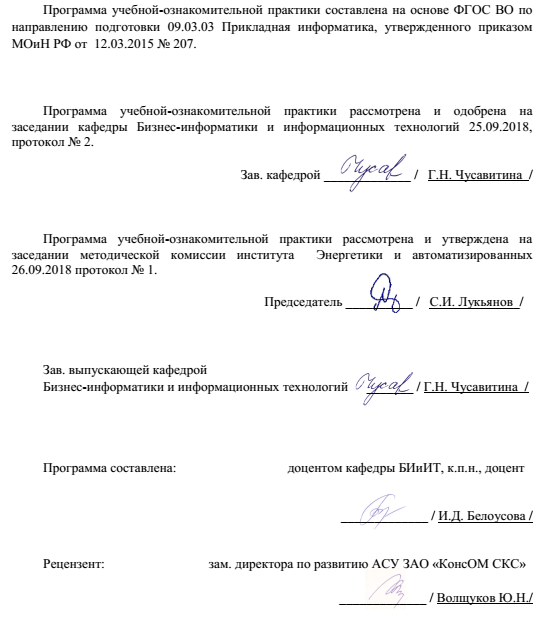 Программа учебной-ознакомительной практики составлена на основе ФГОС ВО по
направлению подготовки 09.03.03 Прикладная информатика, утвержденного приказом
МОиН РФ от 12.03.2015 № 207.
Программа учебной-ознакомительной практики рассмотрена и одобрена на
заседании кафедры Бизнес-информатики и информационных технологий 25.09.2018,
протокол № 2.
Зав. кафедрой ______________ / Г.Н. Чусавитина /
Программа учебной-ознакомительной практики рассмотрена и утверждена на
заседании методической комиссии института Энергетики и автоматизированных
26.09.2018 протокол № 1.
Председатель ___________ / С.И. Лукьянов /
Зав. выпускающей кафедрой
Бизнес-информатики и информационных технологий ________ / Г.Н. Чусавитина /
Программа составлена: доцентом кафедры БИиИТ, к.п.н., доцент
______________ / И.Д. Белоусова /
Рецензент: зам. директора по развитию АСУ ЗАО «КонсОМ СКС»
______________ / Волщуков Ю.Н./